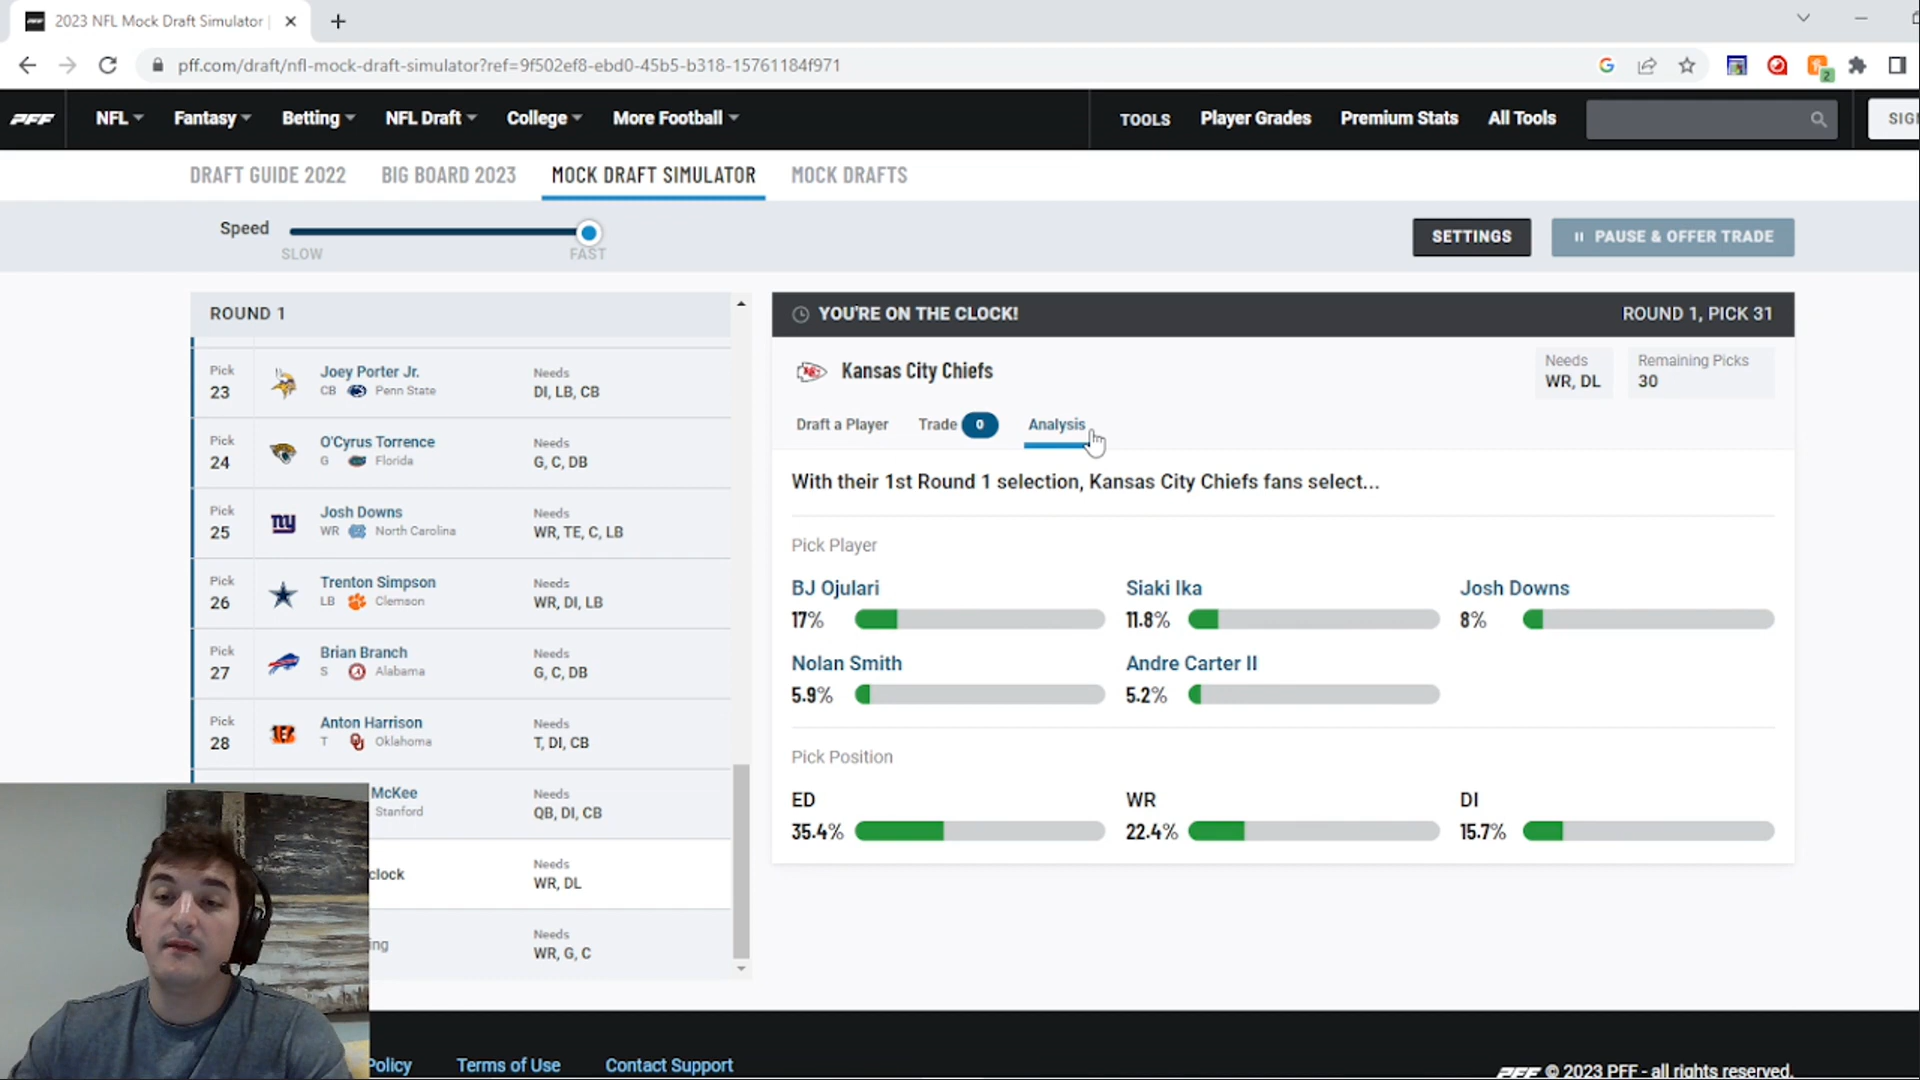 2023 NFL Mock Draft Simulator |
pff.com/draft/nfl-mock-draft-simulator?ref=9f502ef8-ebd0-45b5-b318-15761184f971
2
PFF
NFL
Fantasy
Betting
NFL Draft
College
More Football
TOOLS
Player Grades
Premium Stats
All Tools
SIGN
DRAFT GUIDE 2022
BIG BOARD 2023
MOCK DRAFT SIMULATOR
MOCK DRAFTS
Speed
SLOW
FAST
SETTINGS
PAUSE & OFFER TRADE
ROUND 1
Pick 23
Joey Porter Jr.
CB Penn State
Needs
DI, LB, CB
Pick 24
O'Cyrus Torrence
G Florida
Needs
G, C, DB
Pick 25
ny
Josh Downs
WR North Carolina
Needs
WR, TE, C, LB
Pick 26
Trenton Simpson
LB Clemson
Needs
WR, DI, LB
Pick 27
Brian Branch
S Alabama
Needs
G, C, DB
Pick 28
Anton Harrison
T Oklahoma
Needs
T, DI, CB
McKee
Stanford
Needs
QB, DI, CB
clock
Needs
WR, DL
ing
Needs
WR, G, C
YOU'RE ON THE CLOCK!
ROUND 1, PICK 31
Kansas City Chiefs
Needs
WR, DL
Remaining Picks
30
Draft a Player
Trade 0
Analysis
With their 1st Round 1 selection, Kansas City Chiefs fans select...
Pick Player
BJ Ojulari
17%
Siaki Ika
11.8%
Josh Downs
8%
Nolan Smith
5.9%
Andre Carter II
5.2%
Pick Position
ED
35.4%
WR
22.4%
DI
15.7%
Policy
Terms of Use
Contact Support
PFF © 2023 PFF - all rights reserved.